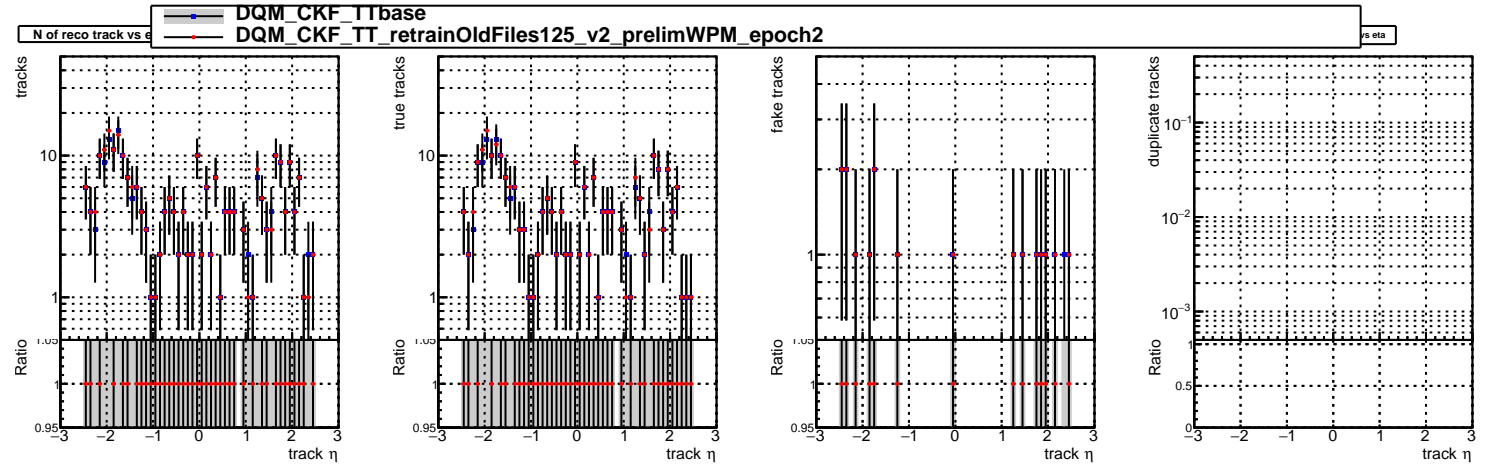 DQM_CKF_TTbase
DQM_CKF_TT_retrainOldFiles125_v2_prelimWPM_epoch2
N of reco track vs e
vs eta
tracks
10
1
Ratio
1.05
1
0.95
−3 −2 −1 0 1 2 3
track η
true tracks
10
1
Ratio
1.05
1
0.95
−3 −2 −1 0 1 2 3
track η
fake tracks
1
Ratio
1.05
1
0.95
−3 −2 −1 0 1 2 3
track η
duplicate tracks
10⁻¹
10⁻²
10⁻³
Ratio
1
0.5
0
−3 −2 −1 0 1 2 3
track η